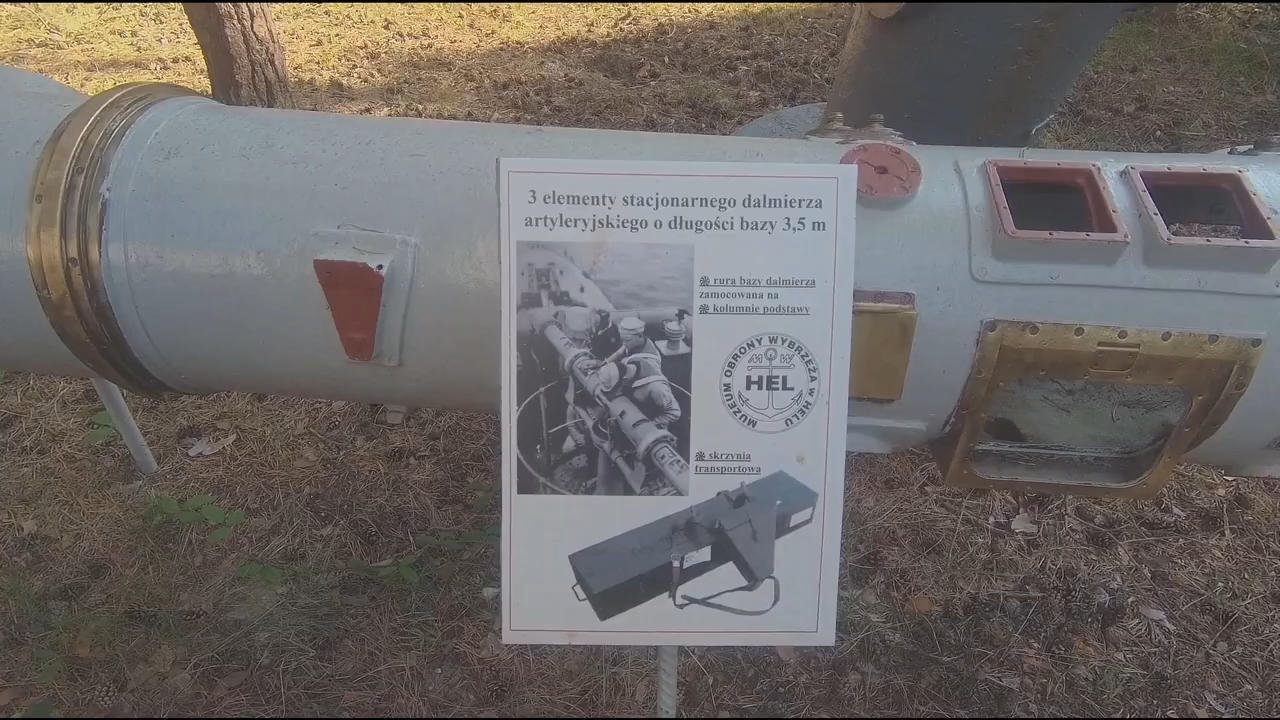 3 elementy stacjonarnego dalmierza
artyleryjskiego o długości bazy 3,5 m
rura bazy dalmierza
zamocowana na
kolumnie podstawy
MUZEUM OBRONY WYBRZEŻA W HELU
M W
HEL
skrzynia
transportowa